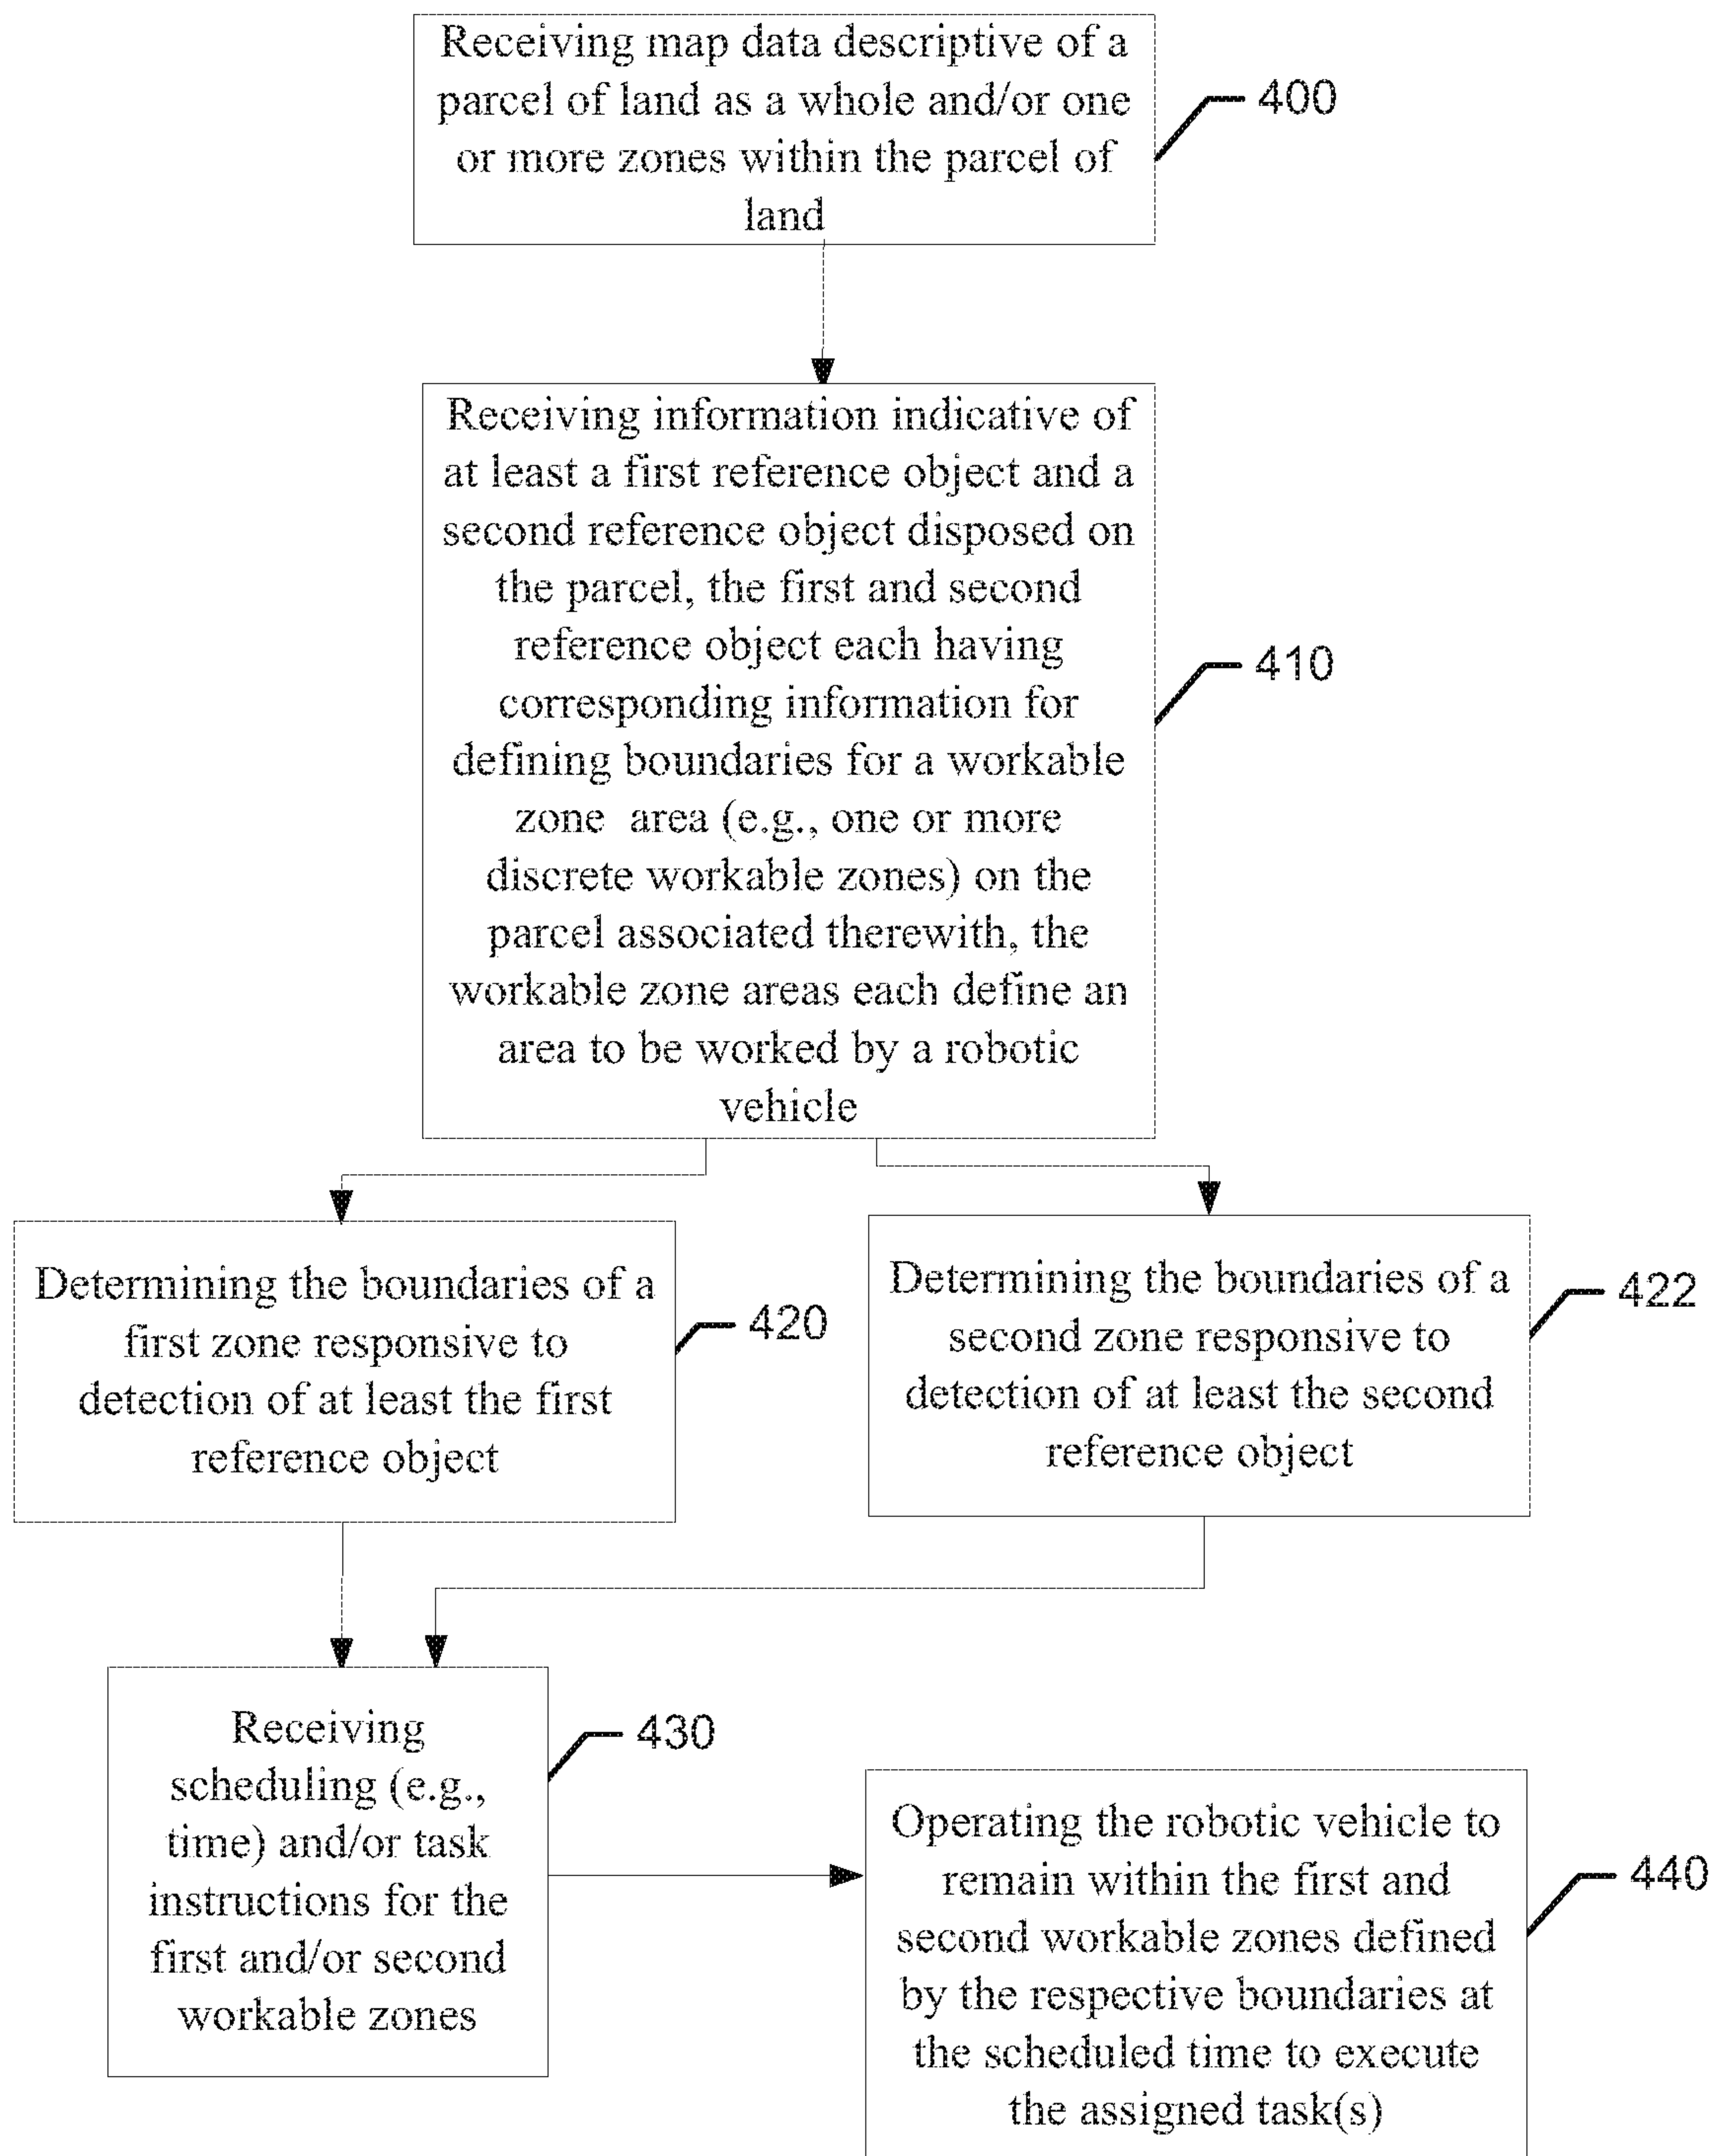 Receiving map data descriptive of a
parcel of land as a whole and/or one
or more zones within the parcel of
land
400
Receiving information indicative of
at least a first reference object and a
second reference object disposed on
the parcel, the first and second
reference object each having
corresponding information for
defining boundaries for a workable
zone area (e.g., one or more
discrete workable zones) on the
parcel associated therewith, the
workable zone areas each define an
area to be worked by a robotic
vehicle
410
Determining the boundaries of a
first zone responsive to
detection of at least the first
reference object
420
Determining the boundaries of a
second zone responsive to
detection of at least the second
reference object
422
Receiving
scheduling (e.g.,
time) and/or task
instructions for the
first and/or second
workable zones
430
Operating the robotic vehicle to
remain within the first and
second workable zones defined
by the respective boundaries at
the scheduled time to execute
the assigned task(s)
440